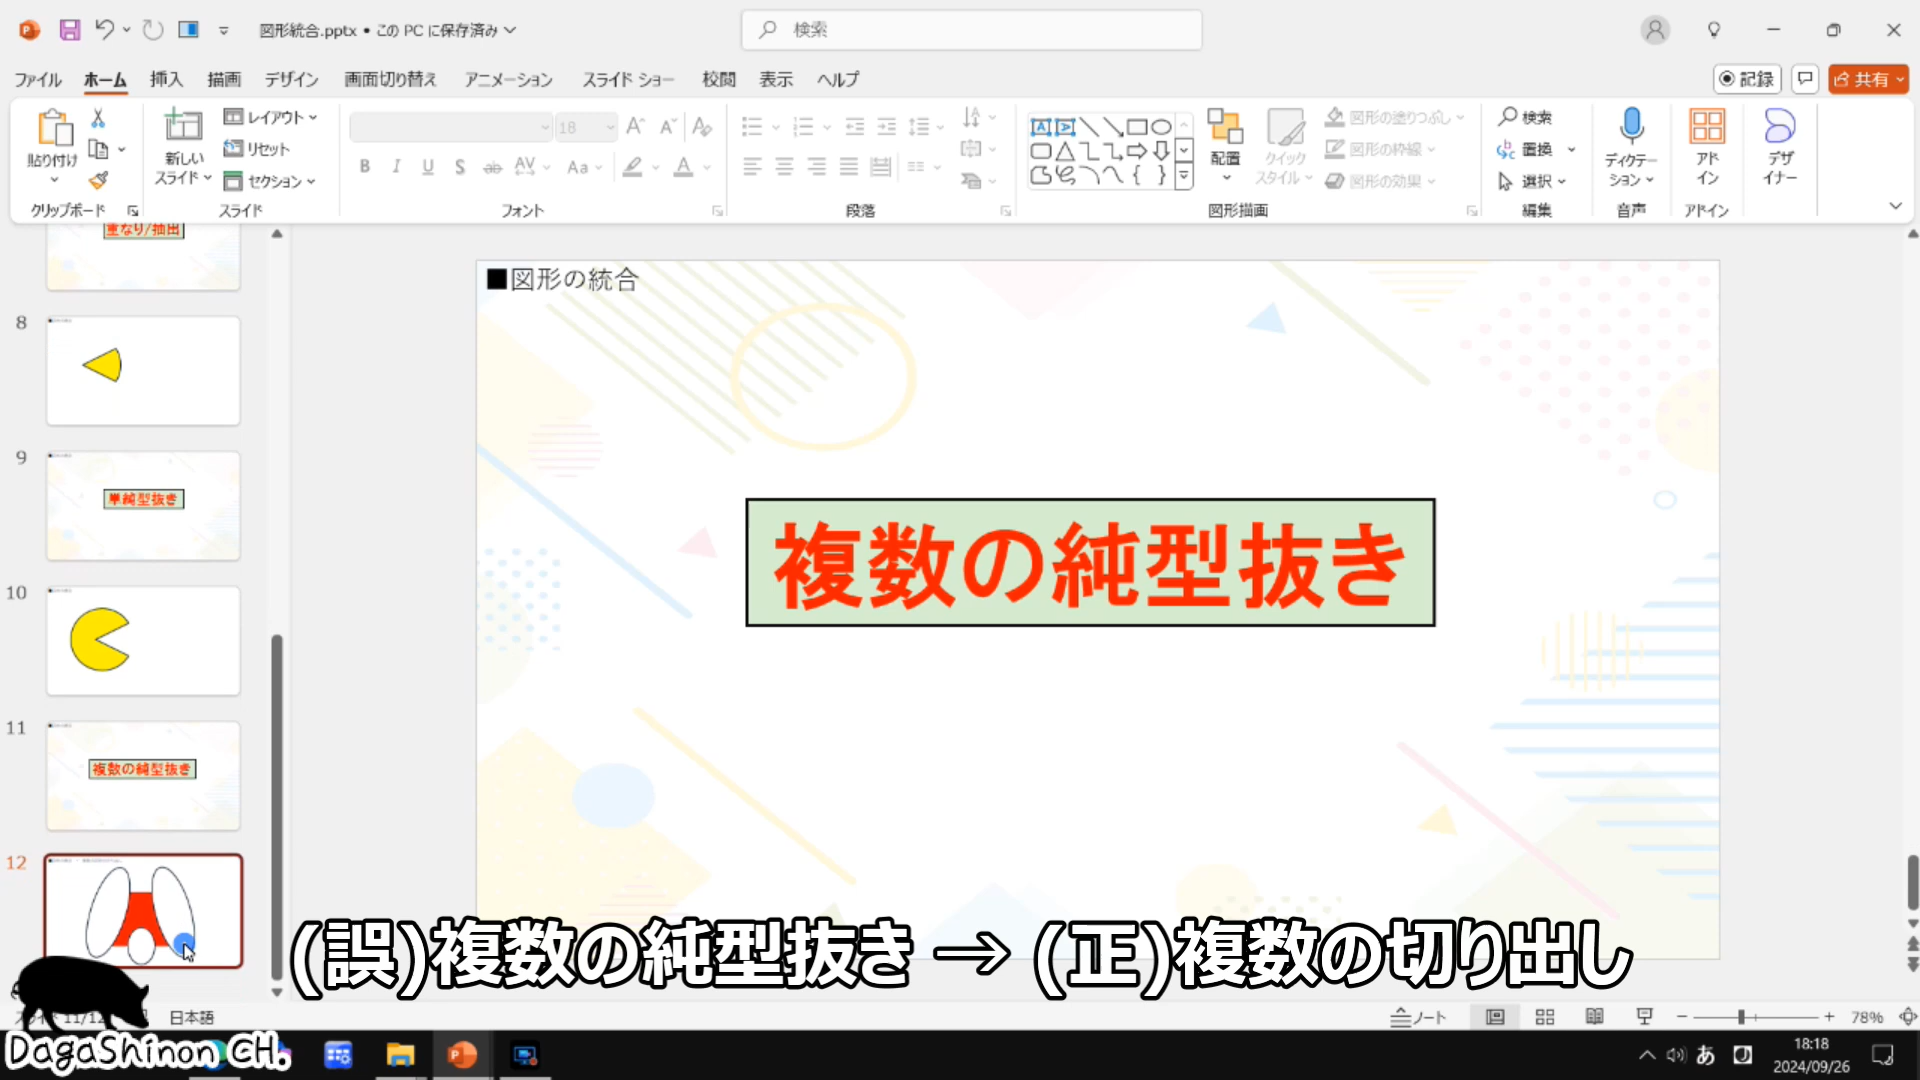 図形統合.pptx • この PC に保存済み
検索
ファイル ホーム 挿入 描画 デザイン 画面切り替え アニメーション スライド ショー 校閲 表示 ヘルプ
記録 共有
貼り付け
クリップボード
新しい
スライド
レイアウト
リセット
セクション
スライド
18
B I U S ab AV Aa A
フォント
段落
配置
クイック
スタイル
図形の塗りつぶし
図形の枠線
図形の効果
図形描画
検索
置換
選択
編集
ディクテー
ション
音声
アド
イン
アドイン
デザ
イナー
重なり/抽出
8
9
単純型抜き
10
11
複数の純型抜き
12
■図形の統合
複数の純型抜き
(誤)複数の純型抜き → (正)複数の切り出し
日本語
ノート
78%
DagaShinon CH.
あ
18:18
2024/09/26